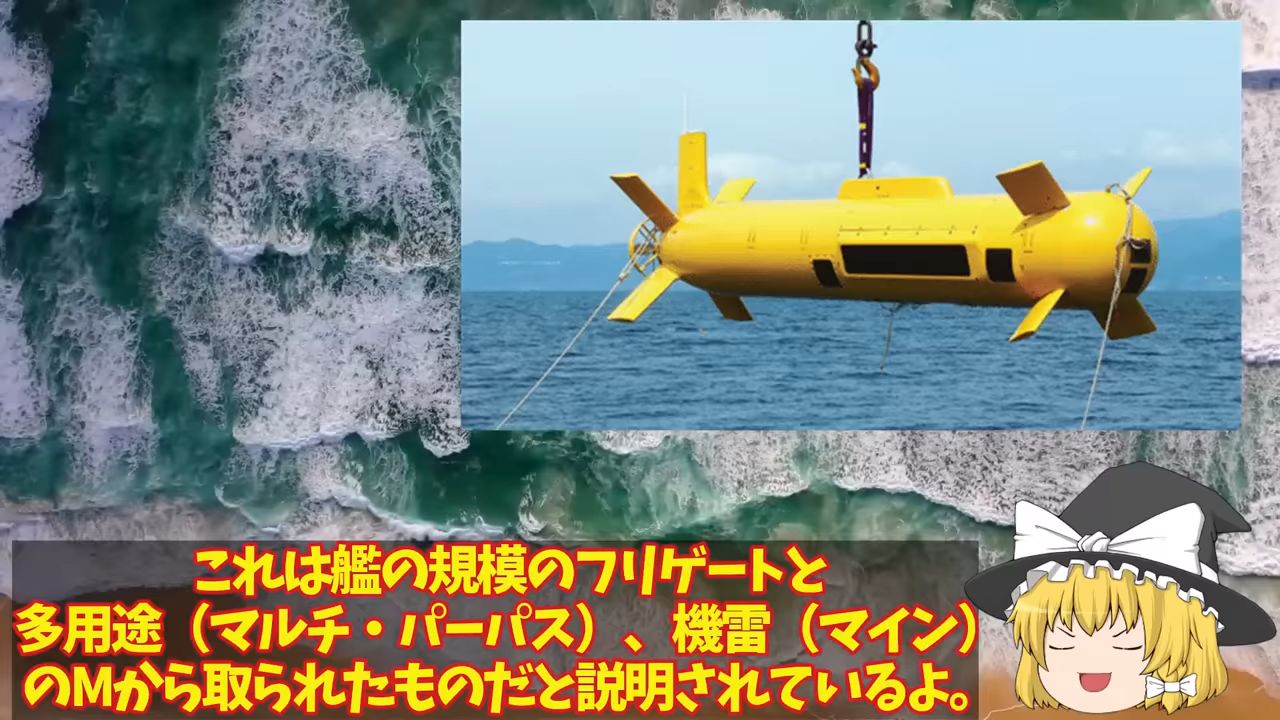 これは艦の規模のフリゲートと
多用途（マルチ・パーパス）、機雷（マイン）
のMから取られたものだと説明されているよ。